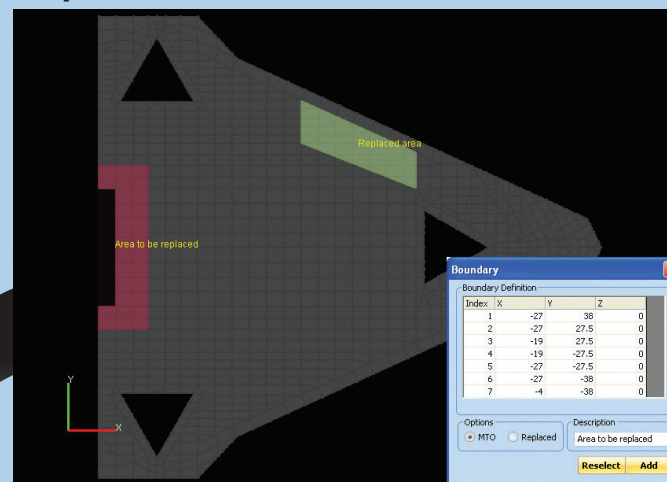 Replaced area
Area to be replaced
Y
X
Boundary
Boundary Definition
Index X Y Z
1 -27 38 0
2 -27 27.5 0
3 -19 27.5 0
4 -19 -27.5 0
5 -27 -27.5 0
6 -27 -38 0
7 -4 -38 0
Options
MTO Replaced
Description
Area to be replaced
Reselect Add